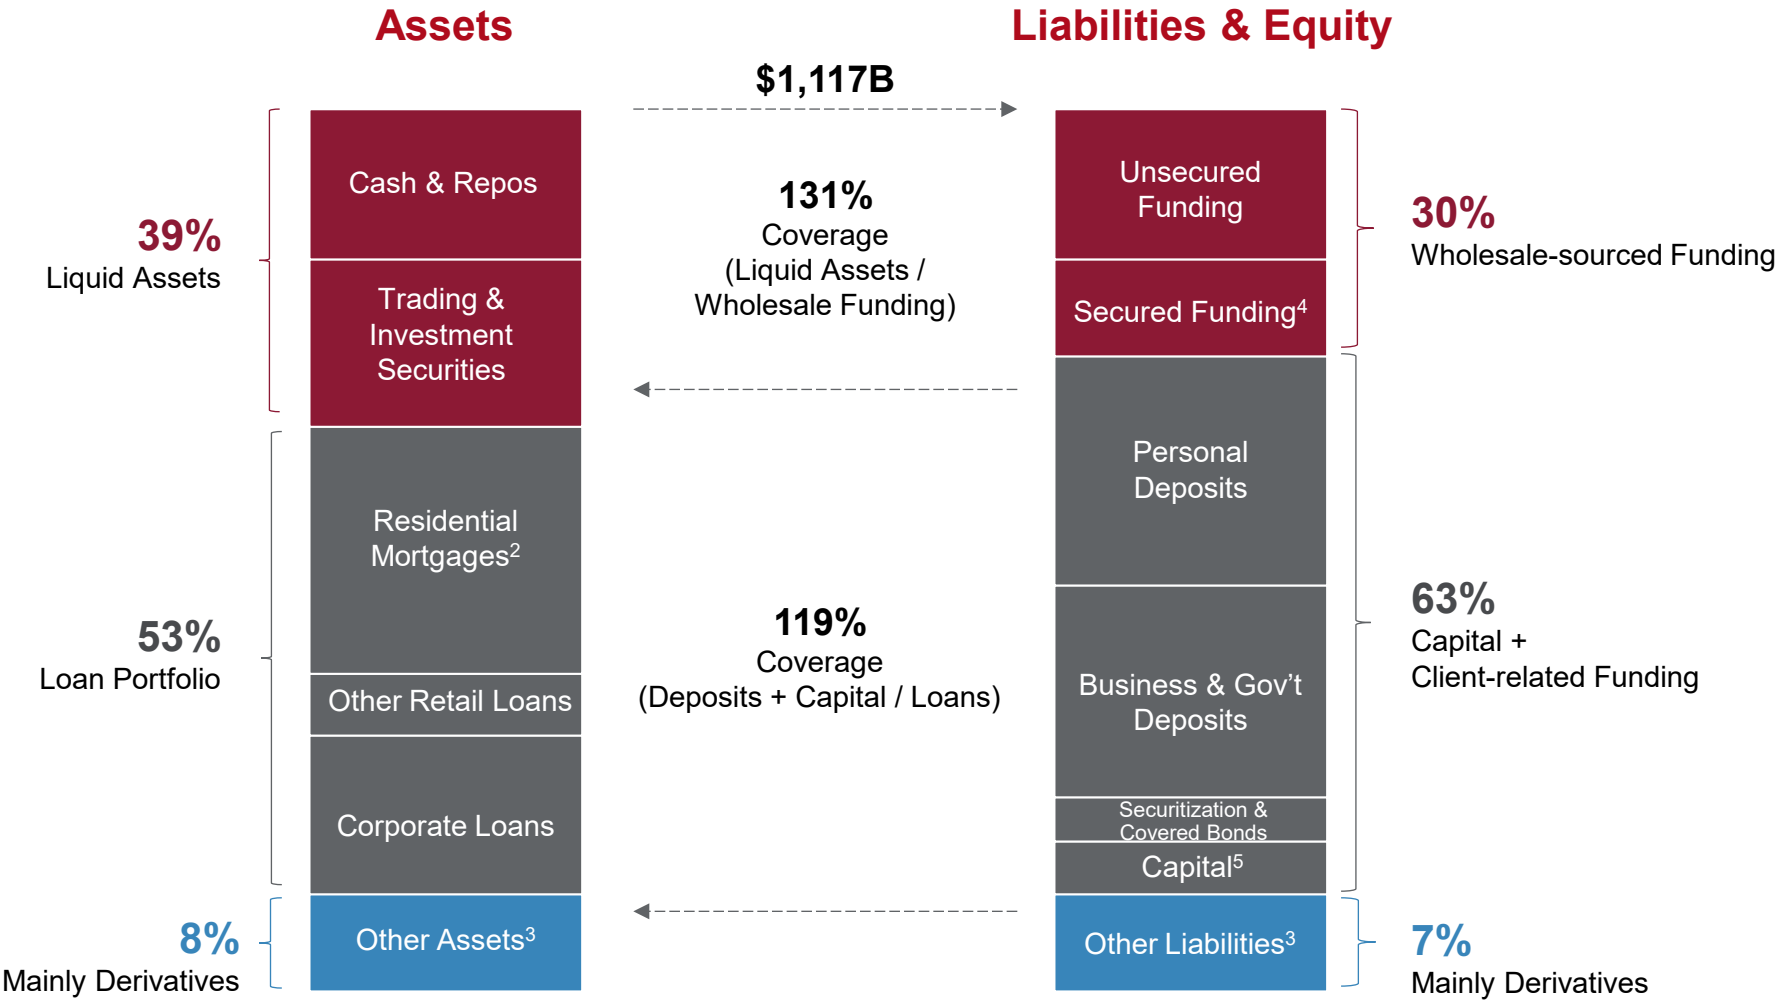 Assets
Liabilities & Equity
$1,117B
39%
Liquid Assets
Cash & Repos
Trading &
Investment
Securities
131%
Coverage
(Liquid Assets /
Wholesale Funding)
Unsecured
Funding
Secured Funding4
30%
Wholesale-sourced Funding
53%
Loan Portfolio
Residential
Mortgages2
Other Retail Loans
Corporate Loans
119%
Coverage
(Deposits + Capital / Loans)
Personal
Deposits
Business & Gov’t
Deposits
Securitization &
Covered Bonds
Capital5
63%
Capital +
Client-related Funding
8%
Mainly Derivatives
Other Assets3
Other Liabilities3
7%
Mainly Derivatives